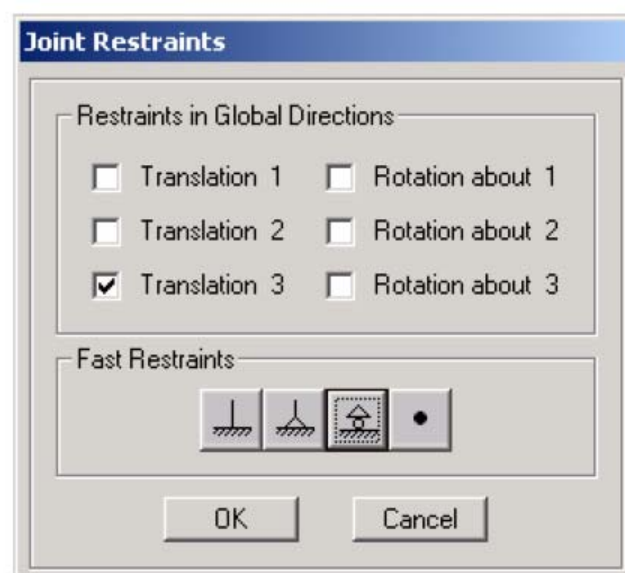 Joint Restraints
Restraints in Global Directions
Translation 1
Rotation about 1
Translation 2
Rotation about 2
Translation 3
Rotation about 3
Fast Restraints
OK
Cancel